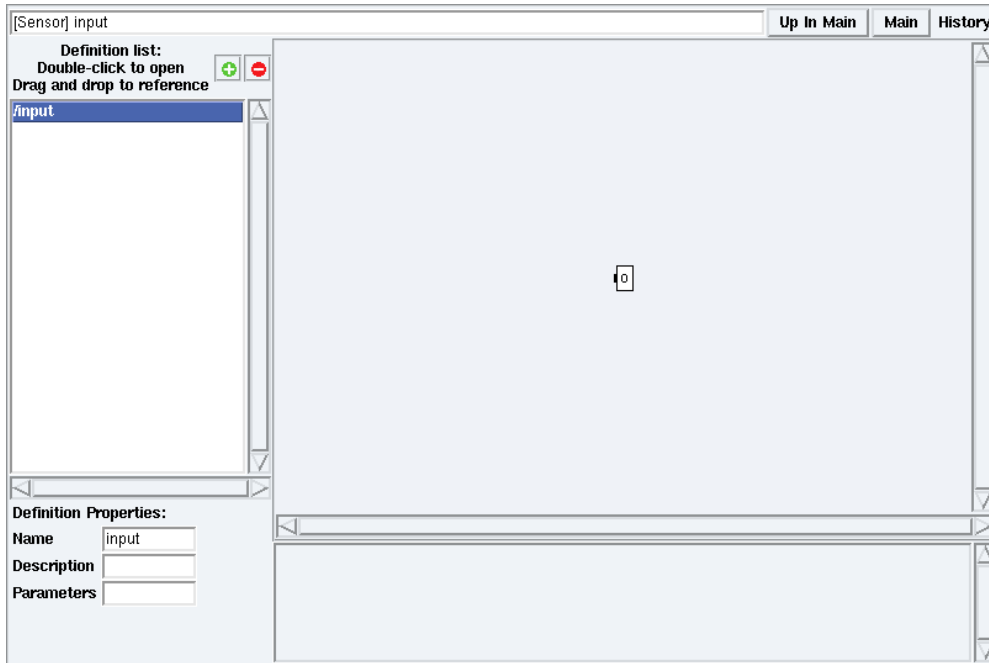 [Sensor] input
Up In Main
Main
History
Definition list:
Double-click to open
Drag and drop to reference
/input
o
Definition Properties:
Name
input
Description
Parameters